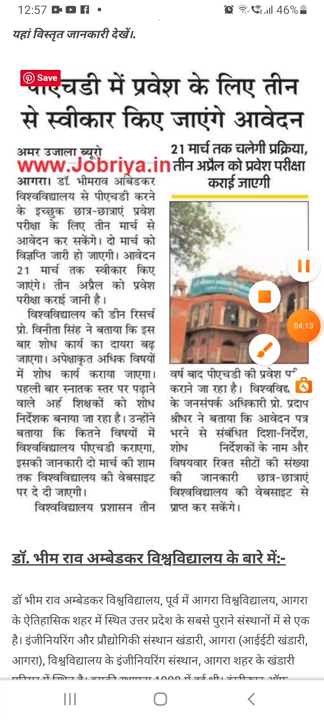 12:57
46%
यहां विस्तृत जानकारी देखें।.
Save
पीएचडी में प्रवेश के लिए तीन
से स्वीकार किए जाएंगे आवेदन
अमर उजाला ब्यूरो
www.Jobriya.in
आगरा। डॉ. भीमराव आंबेडकर
विश्वविद्यालय से पीएचडी करने
के इच्छुक छात्र-छात्राएं प्रवेश
परीक्षा के लिए तीन मार्च से
आवेदन कर सकेंगे। दो मार्च को
विज्ञप्ति जारी हो जाएगी। आवेदन
21 मार्च तक स्वीकार किए
जाएंगे। तीन अप्रैल को प्रवेश
परीक्षा कराई जानी है।
विश्वविद्यालय की डीन रिसर्च
प्रो. विनीता सिंह ने बताया कि इस
बार शोध कार्य का दायरा बढ़
जाएगा। अपेक्षाकृत अधिक विषयों
में शोध कार्य कराया जाएगा।
पहली बार स्नातक स्तर पर पढ़ाने
वाले अर्ह शिक्षकों को शोध
निर्देशक बनाया जा रहा है। उन्होंने
बताया कि कितने विषयों में
विश्वविद्यालय पीएचडी कराएगा,
इसकी जानकारी दो मार्च की शाम
तक विश्वविद्यालय की वेबसाइट
पर दे दी जाएगी।
विश्वविद्यालय प्रशासन तीन
21 मार्च तक चलेगी प्रक्रिया,
तीन अप्रैल को प्रवेश परीक्षा
कराई जाएगी
04:13
वर्ष बाद पीएचडी की प्रवेश
कराने जा रहा है।
के जनसंपर्क अधिकारी प्रो. प्रदाप
श्रीधर ने बताया कि आवेदन पत्र
भरने से संबंधित दिशा-निर्देश,
शोध निर्देशकों के नाम और
विषयवार रिक्त सीटों की संख्या
की जानकारी छात्र-छात्राएं
विश्वविद्यालय की वेबसाइट से
प्राप्त कर सकेंगे।
डॉ. भीम राव अम्बेडकर विश्वविद्यालय के बारे में:-
डॉ भीम राव अम्बेडकर विश्वविद्यालय, पूर्व में आगरा विश्वविद्यालय, आगरा
के ऐतिहासिक शहर में स्थित उत्तर प्रदेश के सबसे पुराने संस्थानों में से एक
है। इंजीनियरिंग और प्रौद्योगिकी संस्थान खंडारी, आगरा (आईईटी खंडारी,
आगरा), विश्वविद्यालय के इंजीनियरिंग संस्थान, आगरा शहर के खंडारी